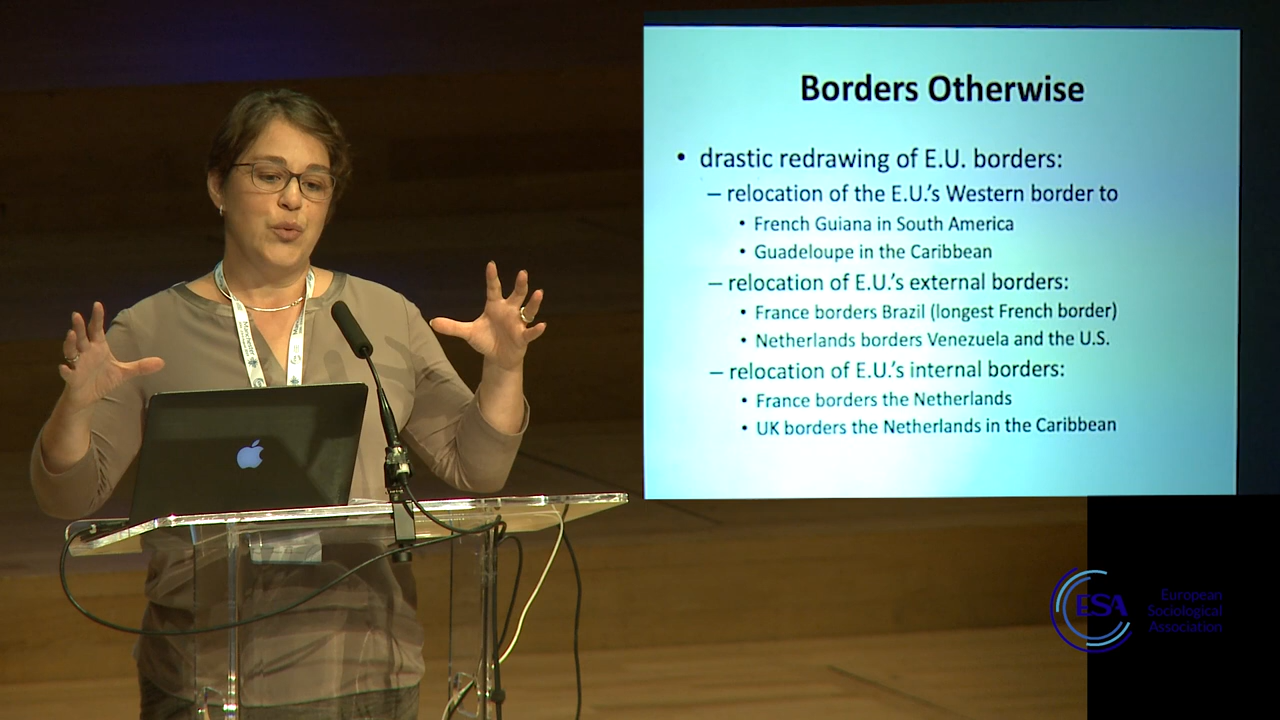 Borders Otherwise
• drastic redrawing of E.U. borders:
– relocation of the E.U.'s Western border to
• French Guiana in South America
• Guadeloupe in the Caribbean
– relocation of E.U.'s external borders:
• France borders Brazil (longest French border)
• Netherlands borders Venezuela and the U.S.
– relocation of E.U.'s internal borders:
• France borders the Netherlands
• UK borders the Netherlands in the Caribbean
Manchester
ESA
European
Sociological
Association